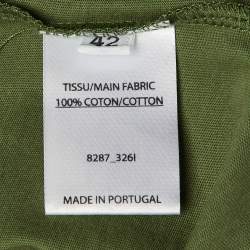 42
TISSU/MAIN FABRIC
100% COTON/COTTON
8287_326I
MADE IN PORTUGAL